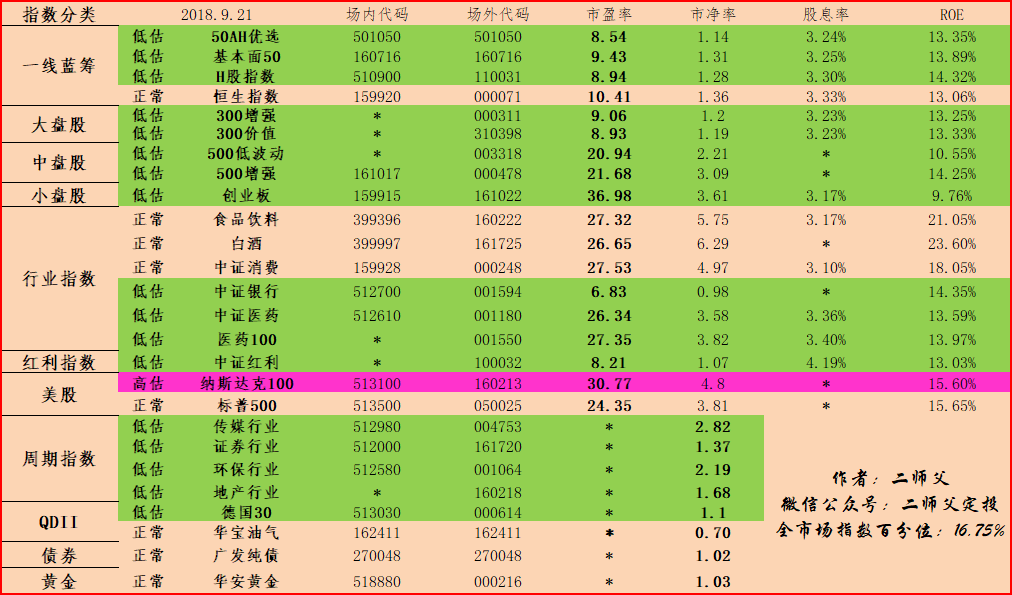 指数分类 2018.9.21 场内代码 场外代码 市盈率 市净率 股息率 ROE
一线蓝筹
低估 50AH优选 501050 501050 8.54 1.14 3.24% 13.35%
低估 基本面50 160716 160716 9.43 1.31 3.25% 13.89%
低估 H股指数 510900 110031 8.94 1.28 3.30% 14.32%
正常 恒生指数 159920 000071 10.41 1.36 3.33% 13.06%
大盘股
低估 300增强 * 000311 9.06 1.2 3.23% 13.25%
低估 300价值 * 310398 8.93 1.19 3.23% 13.33%
中盘股
低估 500低波动 * 003318 20.94 2.21 * 10.55%
低估 500增强 161017 000478 21.68 3.09 * 14.25%
小盘股 低估 创业板 159915 161022 36.98 3.61 3.17% 9.76%
行业指数
正常 食品饮料 399396 160222 27.32 5.75 3.17% 21.05%
正常 白酒 399997 161725 26.65 6.29 * 23.60%
正常 中证消费 159928 000248 27.53 4.97 3.10% 18.05%
低估 中证银行 512700 001594 6.83 0.98 * 14.35%
低估 中证医药 512610 001180 26.34 3.58 3.36% 13.59%
低估 医药100 * 001550 27.35 3.82 3.40% 13.97%
红利指数 低估 中证红利 * 100032 8.21 1.07 4.19% 13.03%
美股
高估 纳斯达克100 513100 160213 30.77 4.8 * 15.60%
正常 标普500 513500 050025 24.35 3.81 * 15.65%
周期指数
低估 传媒行业 512980 004753 * 2.82
低估 证券行业 512000 161720 * 1.37
低估 环保行业 512580 001064 * 2.19
低估 地产行业 * 160218 * 1.68
QDII
低估 德国30 513030 000614 * 1.1
正常 华宝油气 162411 162411 * 0.70
债券 正常 广发纯债 270048 270048 * 1.02
黄金 正常 华安黄金 518880 000216 * 1.03
作者：二师父
微信公众号：二师父定投
全市场指数百分位：16.75%